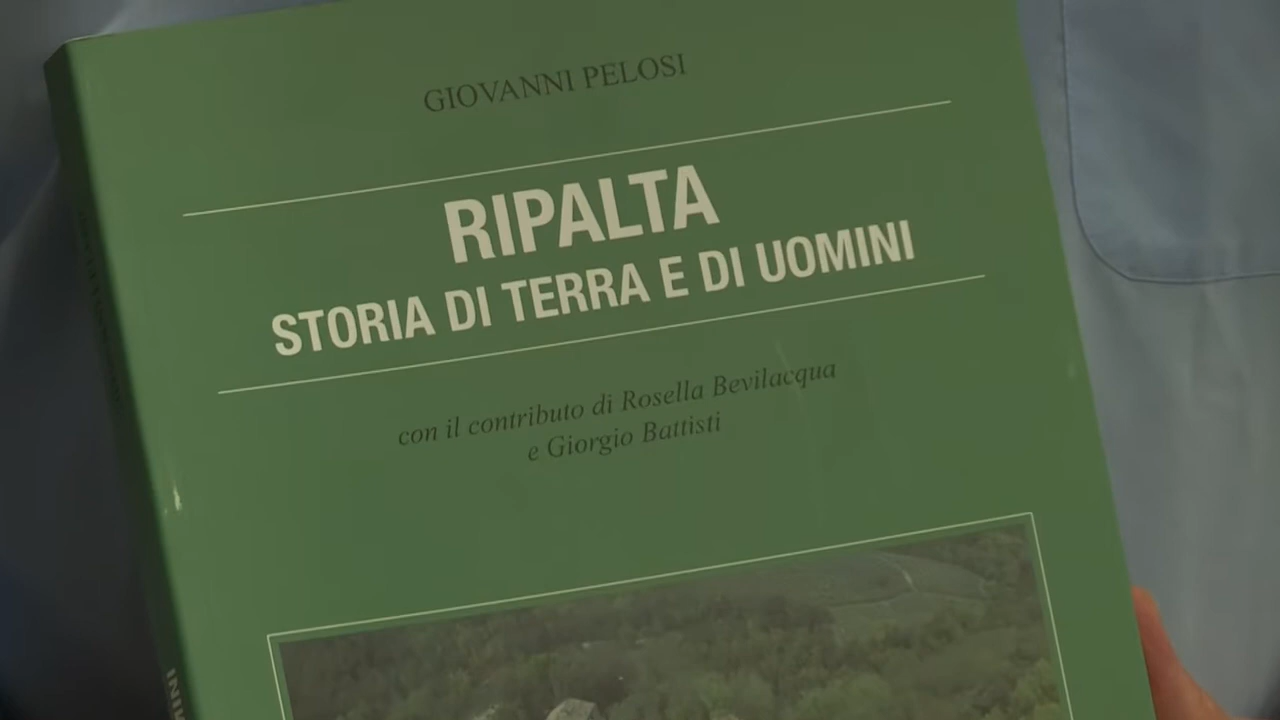 GIOVANNI PELOSI
RIPALTA
STORIA DI TERRA E DI UOMINI
con il contributo di Rosella Bevilacqua
e Giorgio Battisti